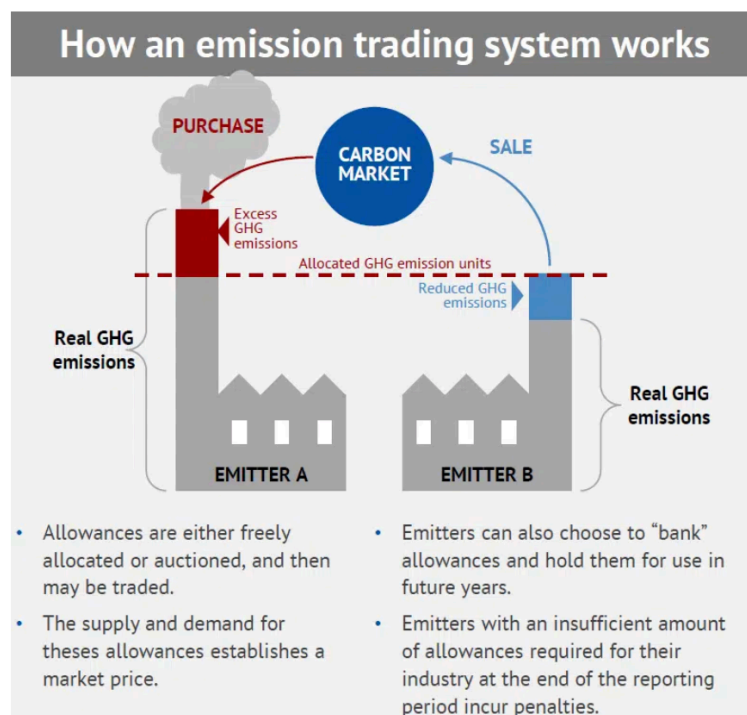 How an emission trading system works
PURCHASE
CARBON
MARKET
SALE
Excess
GHG
emissions
Allocated GHG emission units
Reduced GHG
emissions
Real GHG
emissions
Real GHG
emissions
EMITTER A
EMITTER B
• Allowances are either freely
allocated or auctioned, and then
may be traded.
• The supply and demand for
theses allowances establishes a
market price.
• Emitters can also choose to “bank”
allowances and hold them for use in
future years.
• Emitters with an insufficient amount
of allowances required for their
industry at the end of the reporting
period incur penalties.